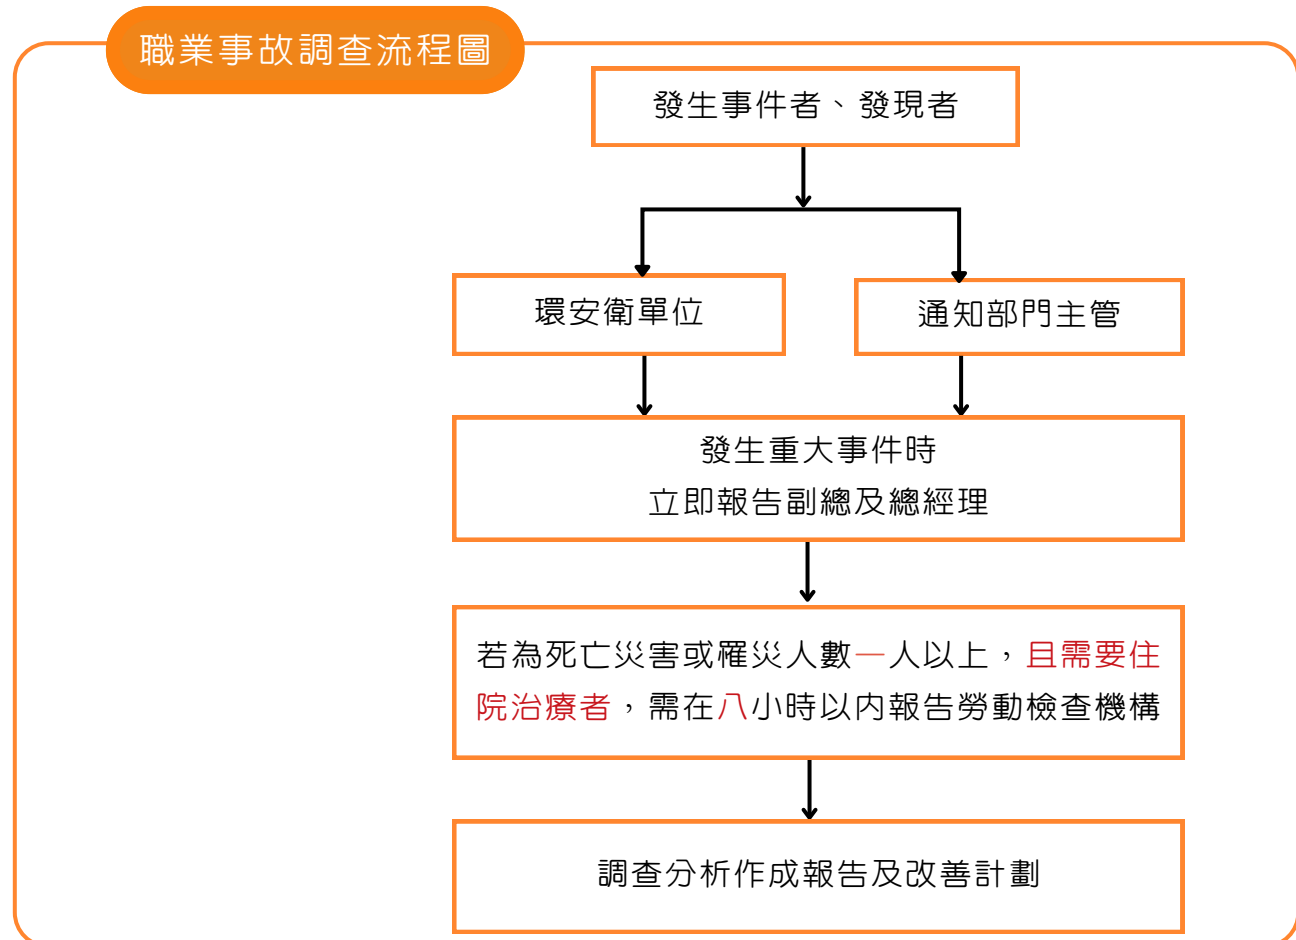 職業事故調查流程圖
發生事件者、發現者
環安衛單位
通知部門主管
發生重大事件時
立即報告副總及總經理
若為死亡災害或罹災人數一人以上，且需要住
院治療者，需在八小時以內報告勞動檢查機構
調查分析作成報告及改善計劃